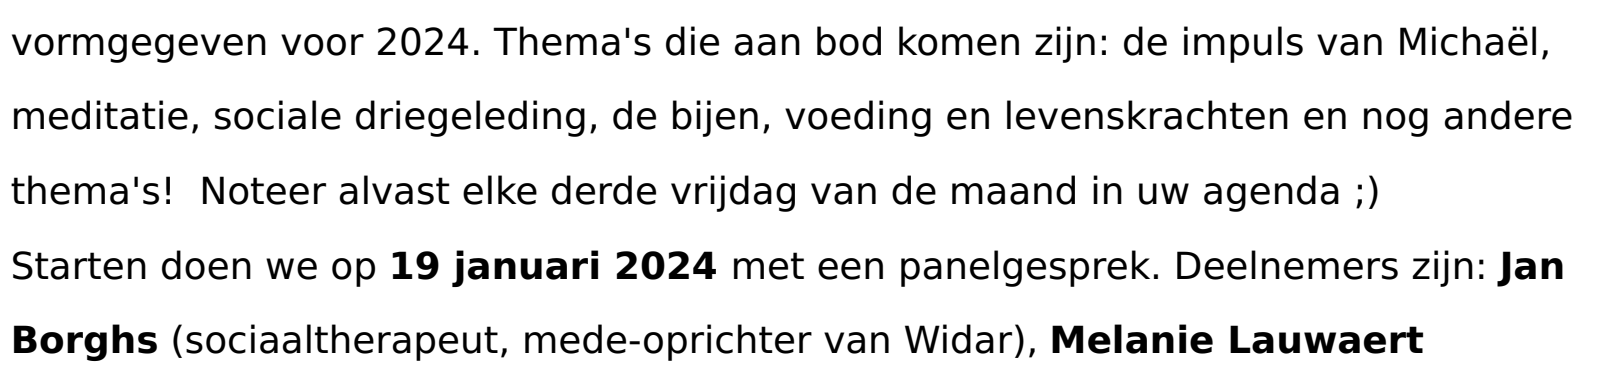 vormgegeven voor 2024. Thema's die aan bod komen zijn: de impuls van Michaël,
meditatie, sociale driegeleding, de bijen, voeding en levenskrachten en nog andere
thema's!  Noteer alvast elke derde vrijdag van de maand in uw agenda ;)
Starten doen we op 19 januari 2024 met een panelgesprek. Deelnemers zijn: Jan
Borghs (sociaaltherapeut, mede-oprichter van Widar), Melanie Lauwaert